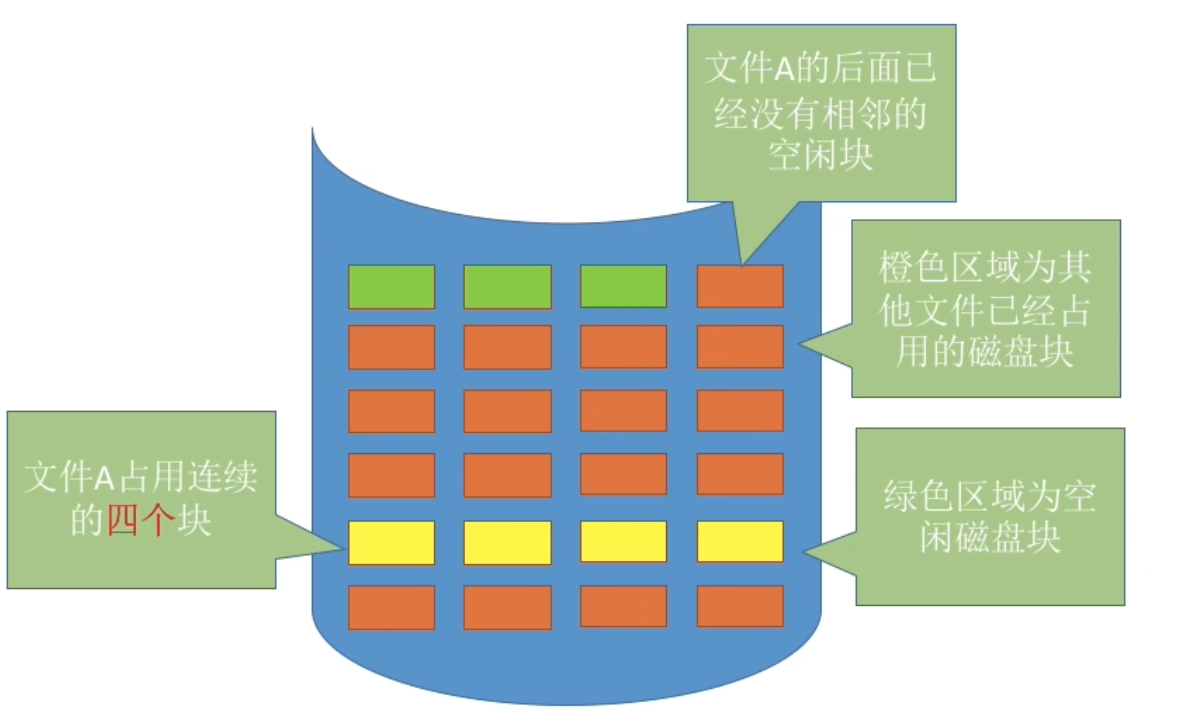 文件A的后面已
经没有相邻的
空闲块
橙色区域为其
他文件已经占
用的磁盘块
文件A占用连续
的四个块
绿色区域为空
闲磁盘块